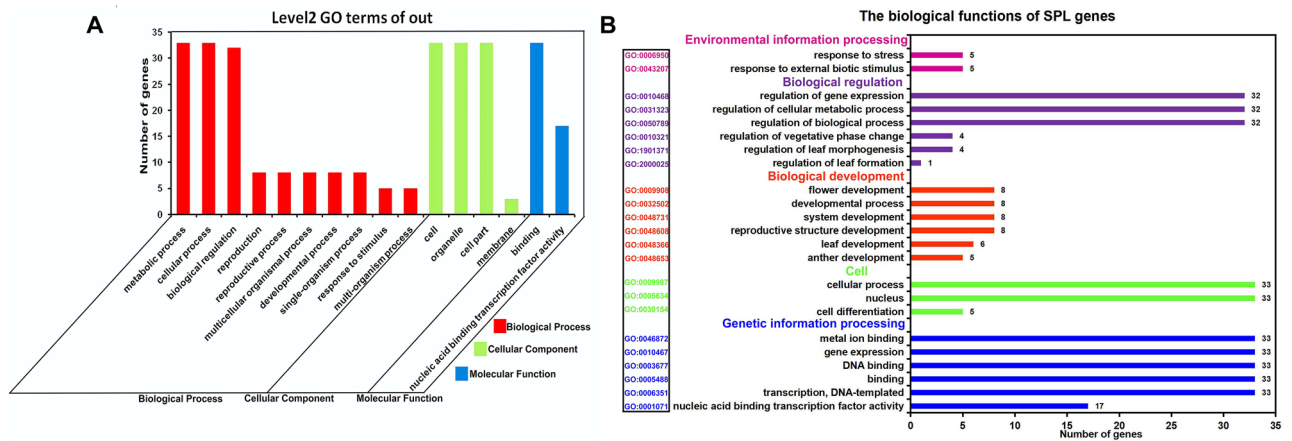 A
Level2 GO terms of out
Number of genes
35
30
25
20
15
10
5
0
metabolic process
cellular process
biological regulation
reproduction
reproductive process
multicellular organismal process
developmental process
single-organism process
response to stimulus
multi-organism process
cell
organelle
cell part
membrane
binding
nucleic acid binding transcription factor activity
Biological Process
Cellular Component
Molecular Function
Biological Process
Cellular Component
Molecular Function
B
The biological functions of SPL genes
Environmental information processing
GO:0006950 response to stress 5
GO:0043207 response to external biotic stimulus 5
Biological regulation
GO:0010468 regulation of gene expression 32
GO:0031323 regulation of cellular metabolic process 32
GO:0050789 regulation of biological process 32
GO:0010321 regulation of vegetative phase change 4
GO:1901371 regulation of leaf morphogenesis 4
GO:2000025 regulation of leaf formation 1
Biological development
GO:0009908 flower development 8
GO:0032502 developmental process 8
GO:0048731 system development 8
GO:0048608 reproductive structure development 8
GO:0048366 leaf development 6
GO:0048653 anther development 5
Cell
GO:0009987 cellular process 33
GO:0005634 nucleus 33
GO:0030154 cell differentiation 5
Genetic information processing
GO:0046872 metal ion binding 33
GO:0010467 gene expression 33
GO:0003677 DNA binding 33
GO:0005488 binding 33
GO:0006351 transcription, DNA-templated 33
GO:0001071 nucleic acid binding transcription factor activity 17
0 5 10 15 20 25 30 35
Number of genes